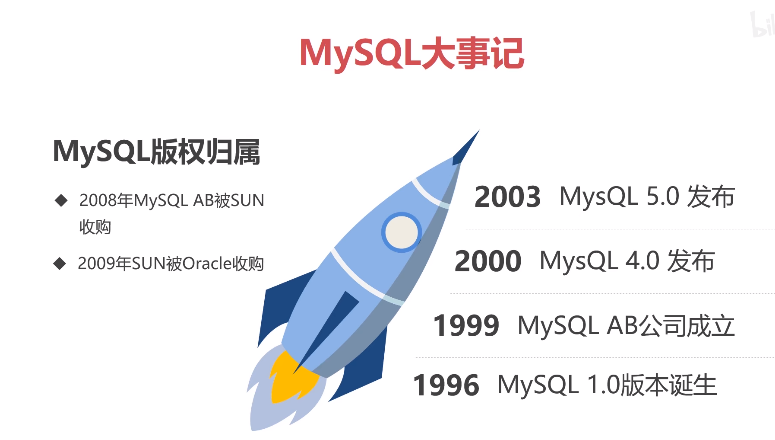 MySQL大事记
MySQL版权归属
◆ 2008年MySQL AB被SUN
收购
◆ 2009年SUN被Oracle收购
2003 MysQL 5.0 发布
2000 MysQL 4.0 发布
1999 MySQL AB公司成立
1996 MySQL 1.0版本诞生